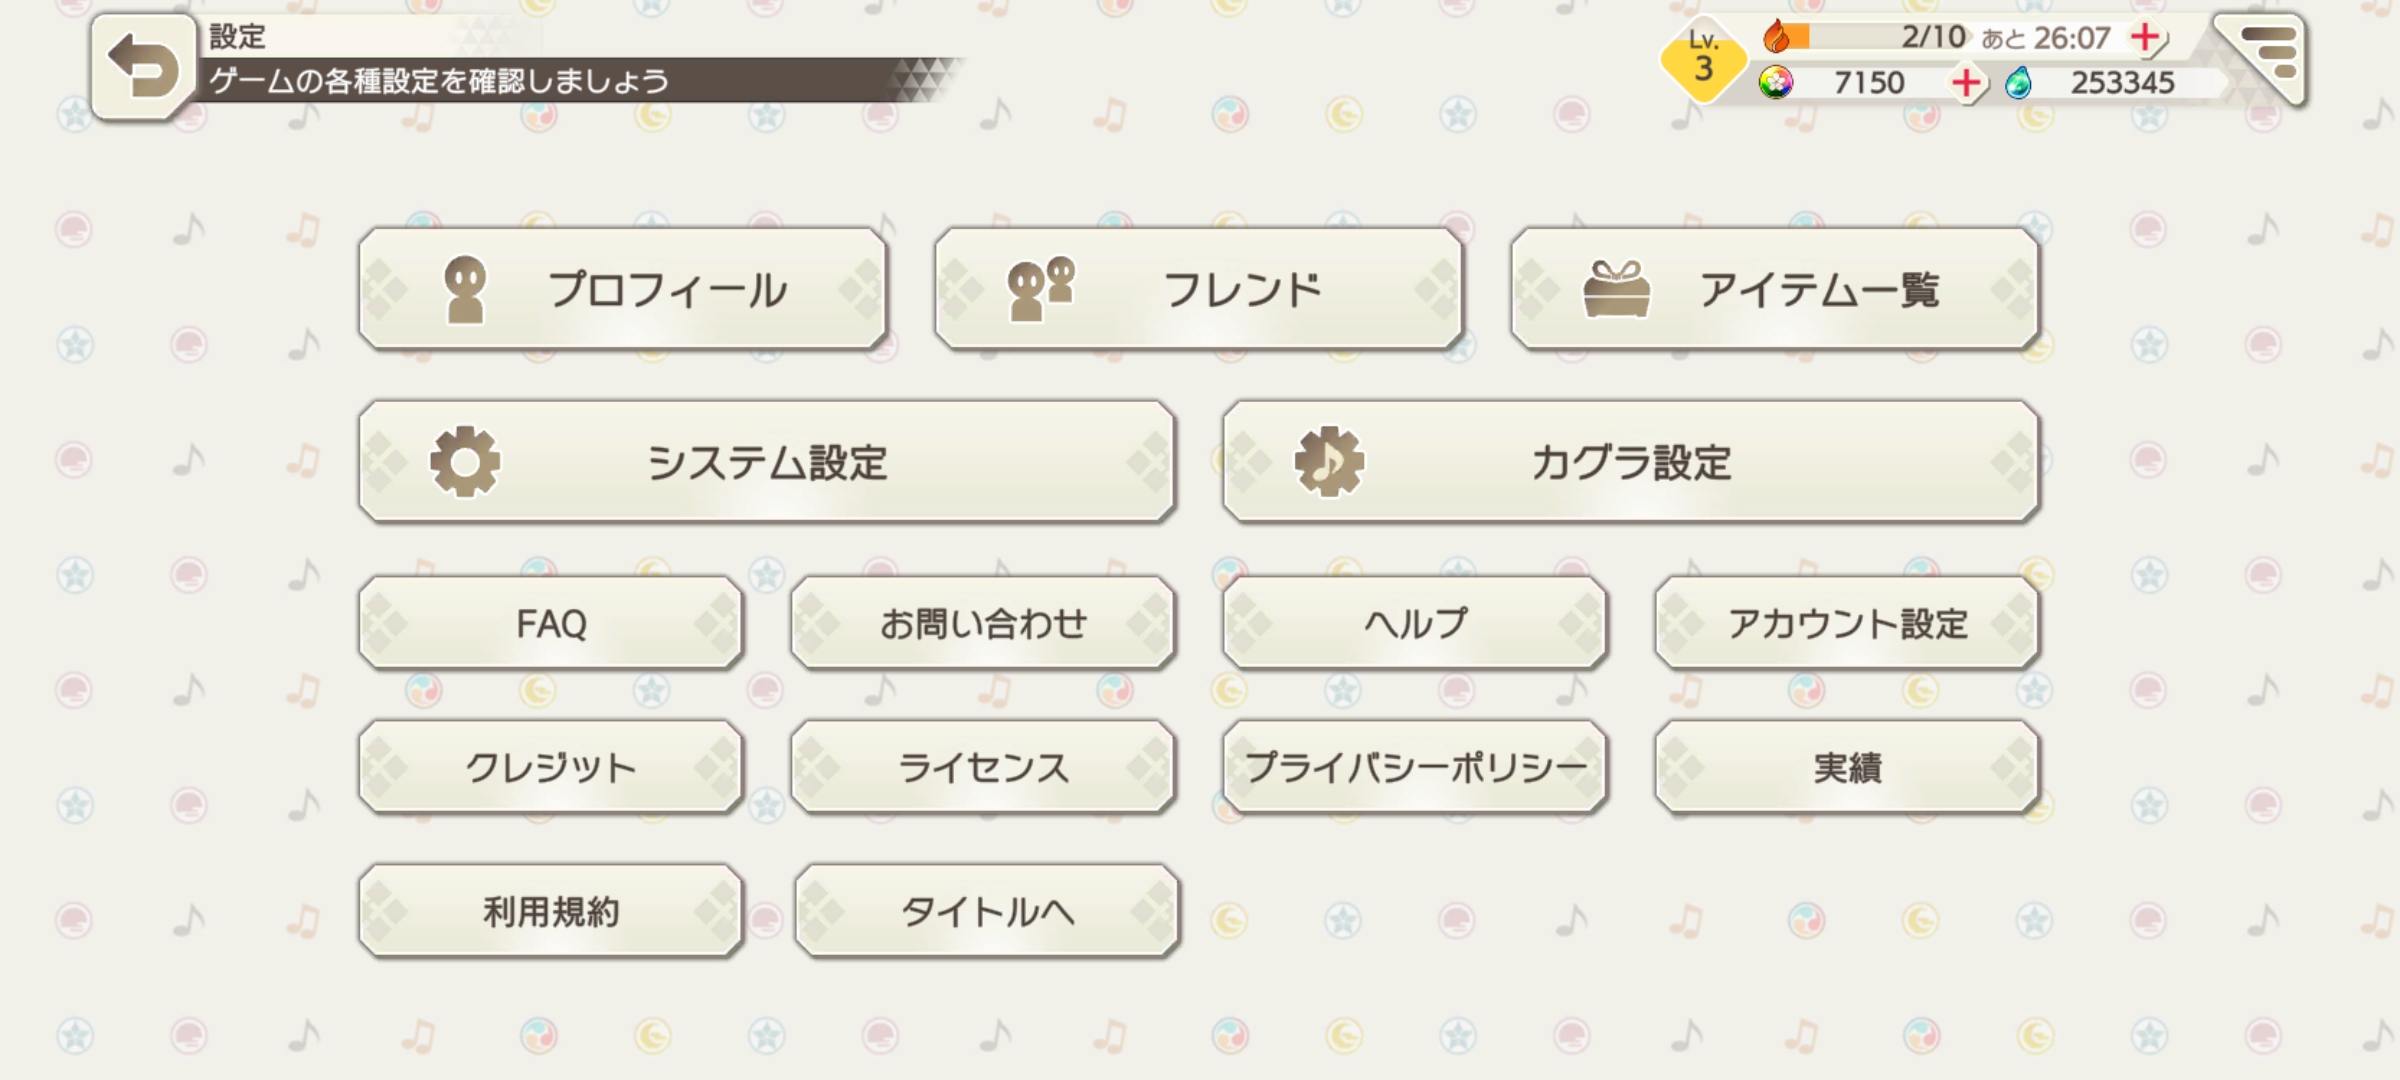 設定
ゲームの各種設定を確認しましょう
Lv.
3
2/10 あと 26:07
7150
253345
プロフィール
フレンド
アイテム一覧
システム設定
カグラ設定
FAQ
お問い合わせ
ヘルプ
アカウント設定
クレジット
ライセンス
プライバシーポリシー
実績
利用規約
タイトルへ